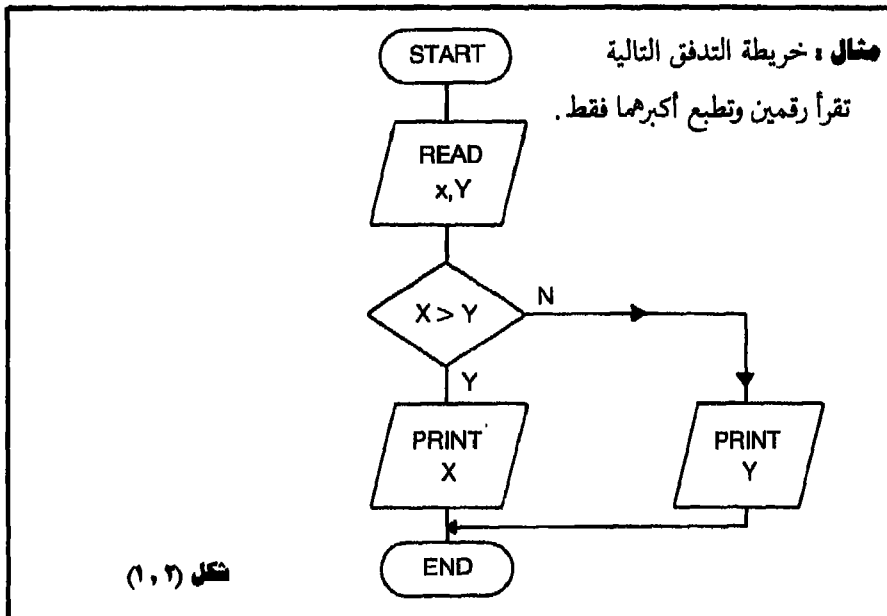 مثال : خريطة التدفق التالية
تقرأ رقمين وتطبع أكبرهما فقط .
START
READ
x,Y
X > Y
N
Y
PRINT
X
PRINT
Y
END
شكل (٢ , ١)